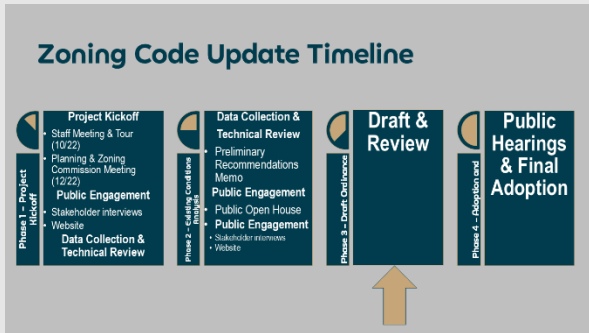 Zoning Code Update Timeline
Phase 1 – Project
Kickoff
Project Kickoff
• Staff Meeting & Tour
(10/22)
• Planning & Zoning
Commission Meeting
(12/22)
Public Engagement
• Stakeholder interviews
• Website
Data Collection &
Technical Review
Phase 2 – Existing Conditions
Analysis
Data Collection &
Technical Review
• Preliminary
Recommendations
Memo
Public Engagement
• Public Open House
• Public Engagement
• Stakeholder interviews
• Website
Phase 3 – Draft Ordinance
Draft &
Review
Phase 4 – Adoption and
Public
Hearings
& Final
Adoption